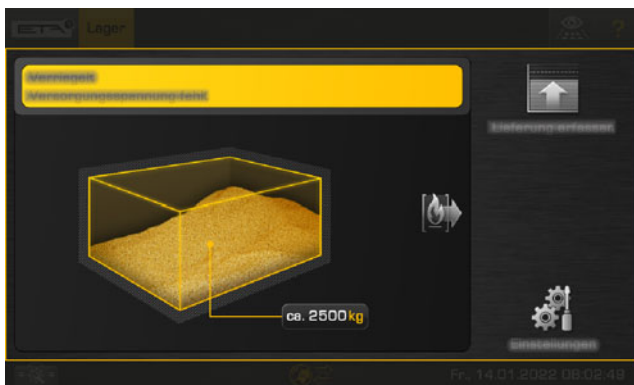 ETA Lager ?
Verriegelt
Versorgungsspannung fehlt
Lieferung erfassen
ca. 2500 kg
Einstellungen
Fr., 14.01.2022 08:02:49